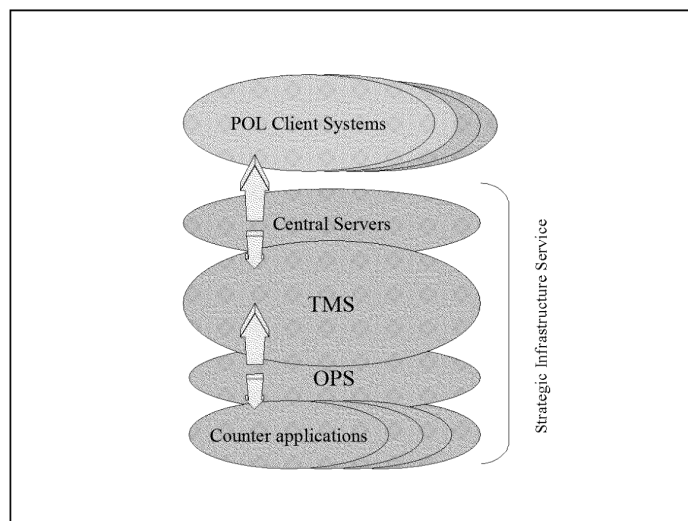 POL Client Systems
Central Servers
TMS
OPS
Counter applications
Strategic Infrastructure Service